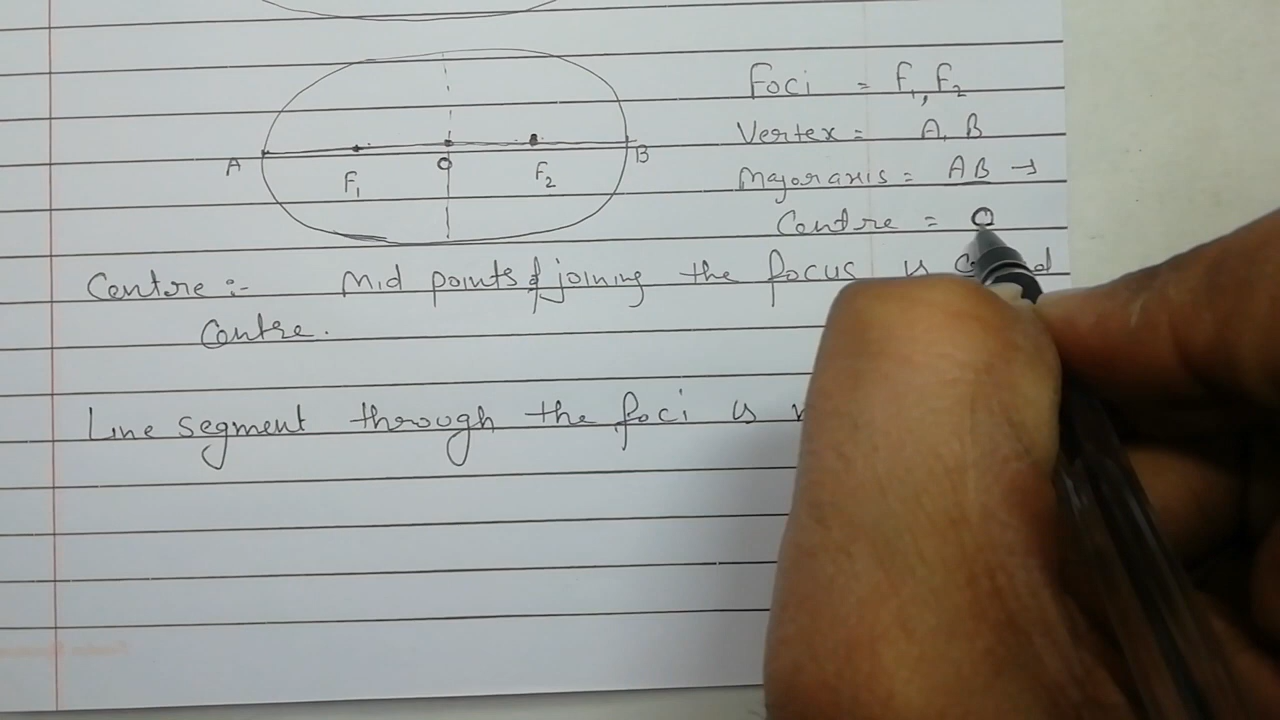 Foci = F1, F2
Vertex = A, B
Major axis = AB →
Centre = O
A F1 O F2 B
Centre :- Mid points of joining the focus is
Centre.
Line segment through the foci is